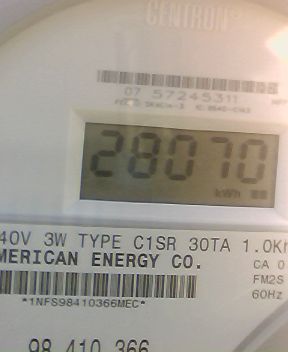 CENTRON®
07 57245311
28070
kWh
40V 3W TYPE C1SR 30TA 1.0Kh
MERICAN ENERGY CO.
CA 0
FM2S
*1NFS98410366MEC*
60Hz
98 410 366